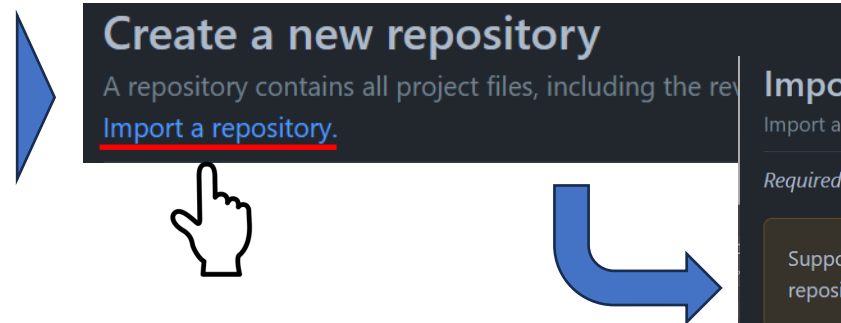 Create a new repository
A repository contains all project files, including the rev
Import a repository.
Impo
Import a
Required
Suppo
reposi